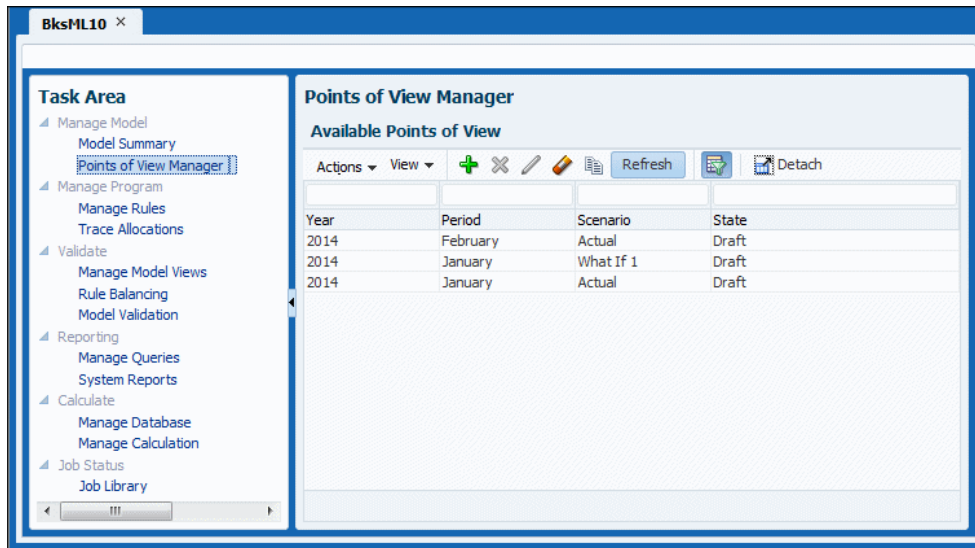 BksML10 ×
Task Area
Manage Model
Model Summary
Points of View Manager
Manage Program
Manage Rules
Trace Allocations
Validate
Manage Model Views
Rule Balancing
Model Validation
Reporting
Manage Queries
System Reports
Calculate
Manage Database
Manage Calculation
Job Status
Job Library
Points of View Manager
Available Points of View
Actions View Refresh Detach
Year Period Scenario State
2014 February Actual Draft
2014 January What If 1 Draft
2014 January Actual Draft